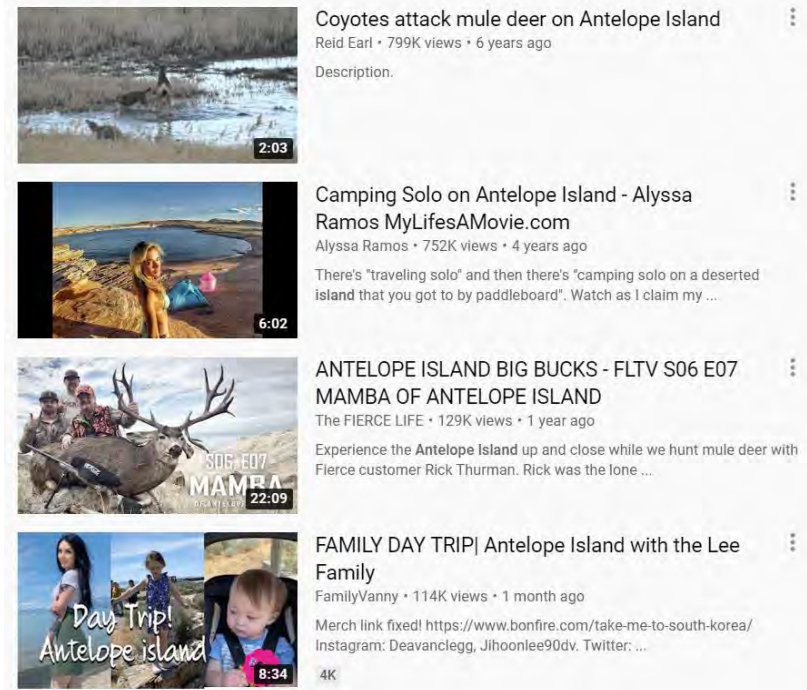 Coyotes attack mule deer on Antelope Island
Reid Earl • 799K views • 6 years ago
Description.
2:03
Camping Solo on Antelope Island - Alyssa
Ramos MyLifesAMovie.com
Alyssa Ramos • 752K views • 4 years ago
There's "traveling solo" and then there's "camping solo on a deserted
island that you got to by paddleboard". Watch as I claim my ...
6:02
ANTELOPE ISLAND BIG BUCKS - FLTV S06 E07
MAMBA OF ANTELOPE ISLAND
The FIERCE LIFE • 129K views • 1 year ago
Experience the Antelope Island up and close while we hunt mule deer with
Fierce customer Rick Thurman. Rick was the lone ...
S06 E07
MAMBA
22:09
FAMILY DAY TRIP| Antelope Island with the Lee
Family
FamilyVanny • 114K views • 1 month ago
Merch link fixed! https://www.bonfire.com/take-me-to-south-korea/
Instagram: Deavanclegg, Jihoonlee90dv. Twitter: ...
4K
Day Trip!
Antelope island
8:34